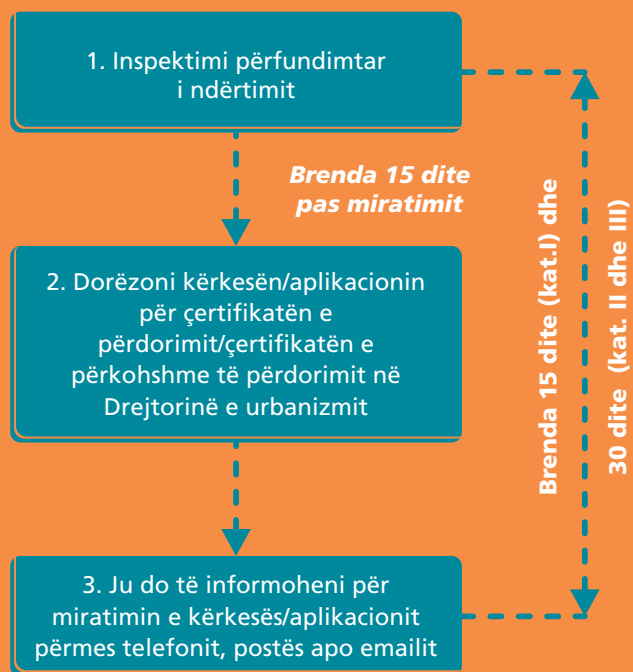 1. Inspektimi përfundimtar
i ndërtimit
Brenda 15 dite
pas miratimit
2. Dorëzoni kërkesën/aplikacionin
për çertifikatën e
përdorimit/çertifikatën e
përkohshme të përdorimit në
Drejtorinë e urbanizmit
Brenda 15 dite (kat.I) dhe
30 dite (kat. II dhe III)
3. Ju do të informoheni për
miratimin e kërkesës/aplikacionit
përmes telefonit, postës apo emailit